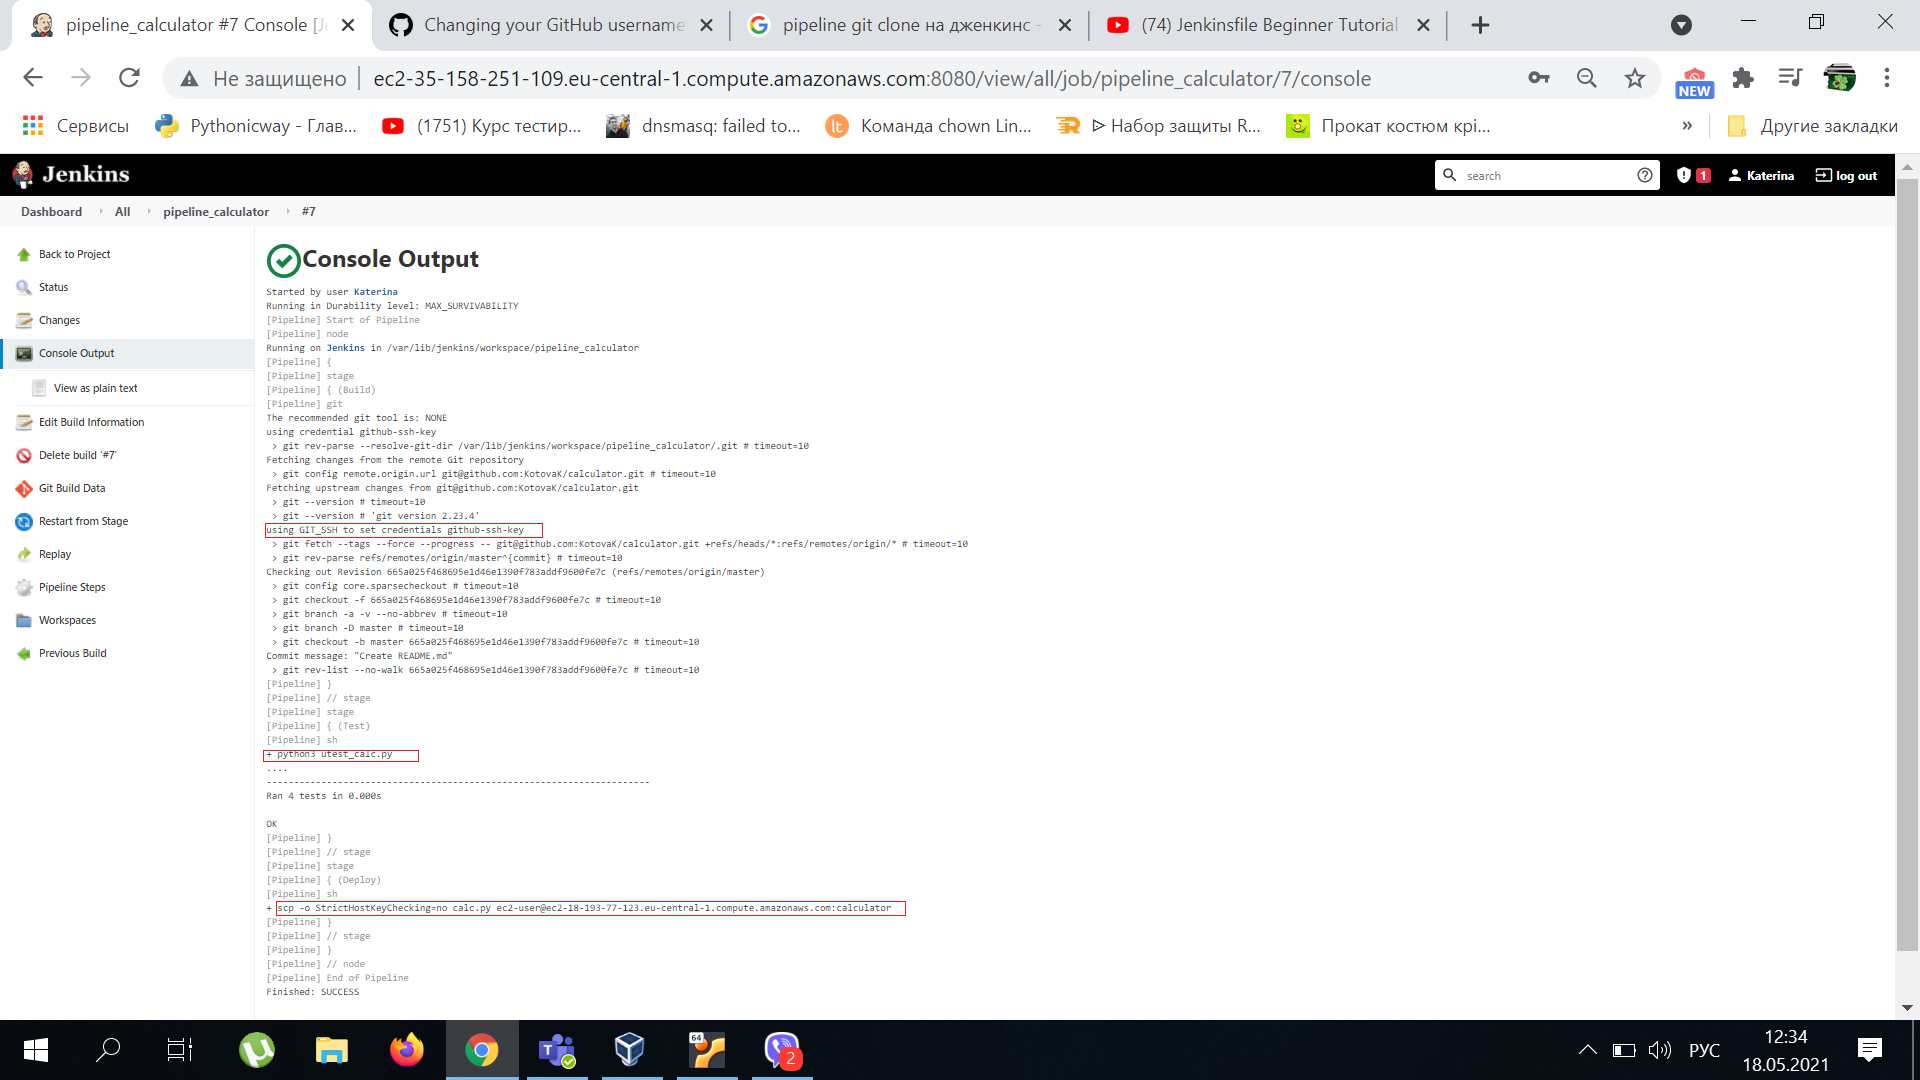 pipeline_calculator #7 Console [Je
Changing your GitHub username
pipeline git clone на дженкинс -
(74) Jenkinsfile Beginner Tutorial
Не защищено
ec2-35-158-251-109.eu-central-1.compute.amazonaws.com:8080/view/all/job/pipeline_calculator/7/console
NEW
Сервисы
Pythonicway - Глав...
(1751) Курс тестир...
dnsmasq: failed to...
Команда chown Lin...
ᐈ Набор защиты R...
Прокат костюм крі...
»
Другие закладки
Jenkins
search
1
Katerina
log out
Dashboard
All
pipeline_calculator
#7
Back to Project
Status
Changes
Console Output
View as plain text
Edit Build Information
Delete build '#7'
Git Build Data
Restart from Stage
Replay
Pipeline Steps
Workspaces
Previous Build
Console Output
Started by user Katerina
Running in Durability level: MAX_SURVIVABILITY
[Pipeline] Start of Pipeline
[Pipeline] node
Running on Jenkins in /var/lib/jenkins/workspace/pipeline_calculator
[Pipeline] {
[Pipeline] stage
[Pipeline] { (Build)
[Pipeline] git
The recommended git tool is: NONE
using credential github-ssh-key
> git rev-parse --resolve-git-dir /var/lib/jenkins/workspace/pipeline_calculator/.git # timeout=10
Fetching changes from the remote Git repository
> git config remote.origin.url git@github.com:KotovaK/calculator.git # timeout=10
Fetching upstream changes from git@github.com:KotovaK/calculator.git
> git --version # timeout=10
> git --version # 'git version 2.23.4'
using GIT_SSH to set credentials github-ssh-key
> git fetch --tags --force --progress -- git@github.com:KotovaK/calculator.git +refs/heads/*:refs/remotes/origin/* # timeout=10
> git rev-parse refs/remotes/origin/master^{commit} # timeout=10
Checking out Revision 665a025f468695e1d46e1390f783addf9600fe7c (refs/remotes/origin/master)
> git config core.sparsecheckout # timeout=10
> git checkout -f 665a025f468695e1d46e1390f783addf9600fe7c # timeout=10
> git branch -a -v --no-abbrev # timeout=10
> git branch -D master # timeout=10
> git checkout -b master 665a025f468695e1d46e1390f783addf9600fe7c # timeout=10
Commit message: "Create README.md"
> git rev-list --no-walk 665a025f468695e1d46e1390f783addf9600fe7c # timeout=10
[Pipeline] }
[Pipeline] // stage
[Pipeline] stage
[Pipeline] { (Test)
[Pipeline] sh
+ python3 utest_calc.py
....
----------------------------------------------------------------------
Ran 4 tests in 0.000s
OK
[Pipeline] }
[Pipeline] // stage
[Pipeline] stage
[Pipeline] { (Deploy)
[Pipeline] sh
+ scp -o StrictHostKeyChecking=no calc.py ec2-user@ec2-18-193-77-123.eu-central-1.compute.amazonaws.com:calculator
[Pipeline] }
[Pipeline] // stage
[Pipeline] }
[Pipeline] // node
[Pipeline] End of Pipeline
Finished: SUCCESS
64
2
РУС
12:34
18.05.2021